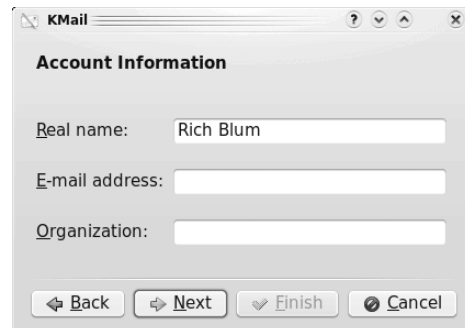 KMail
Account Information
Real name: Rich Blum
E-mail address:
Organization:
Back Next Finish Cancel